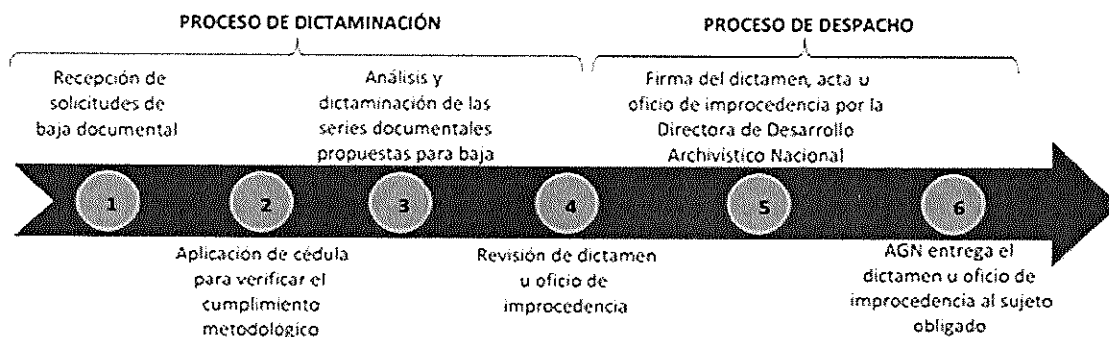 PROCESO DE DICTAMINACIÓN
PROCESO DE DESPACHO
Recepción de
solicitudes de
baja documental
Análisis y
dictaminación de las
series documentales
propuestas para baja
Firma del dictamen, acta u
oficio de improcedencia por la
Directora de Desarrollo
Archivístico Nacional
1
2
3
4
5
6
Aplicación de cédula
para verificar el
cumplimiento
metodológico
Revisión de dictamen
u oficio de
improcedencia
AGN entrega el
dictamen u oficio de
improcedencia al sujeto
obligado